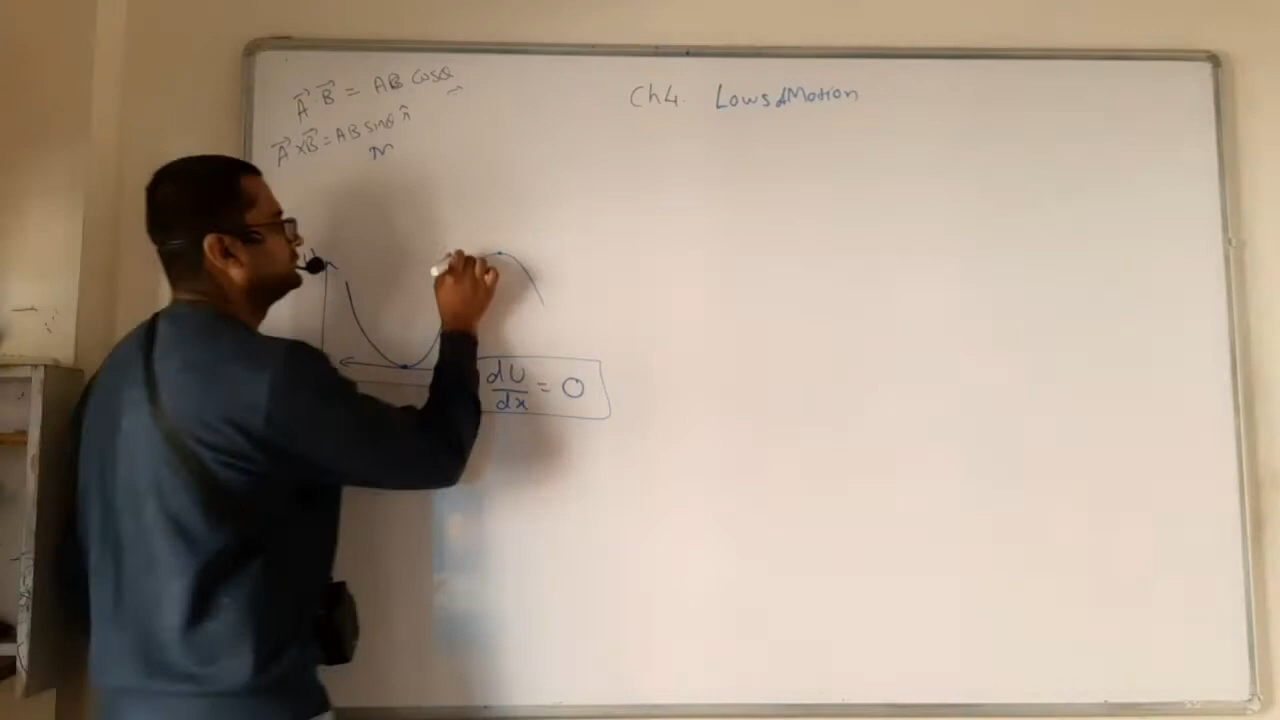 A⃗ · B⃗ = AB cosθ
A⃗ × B⃗ = AB sinθ n̂
Ch4. Laws of Motion
dU/dx = 0